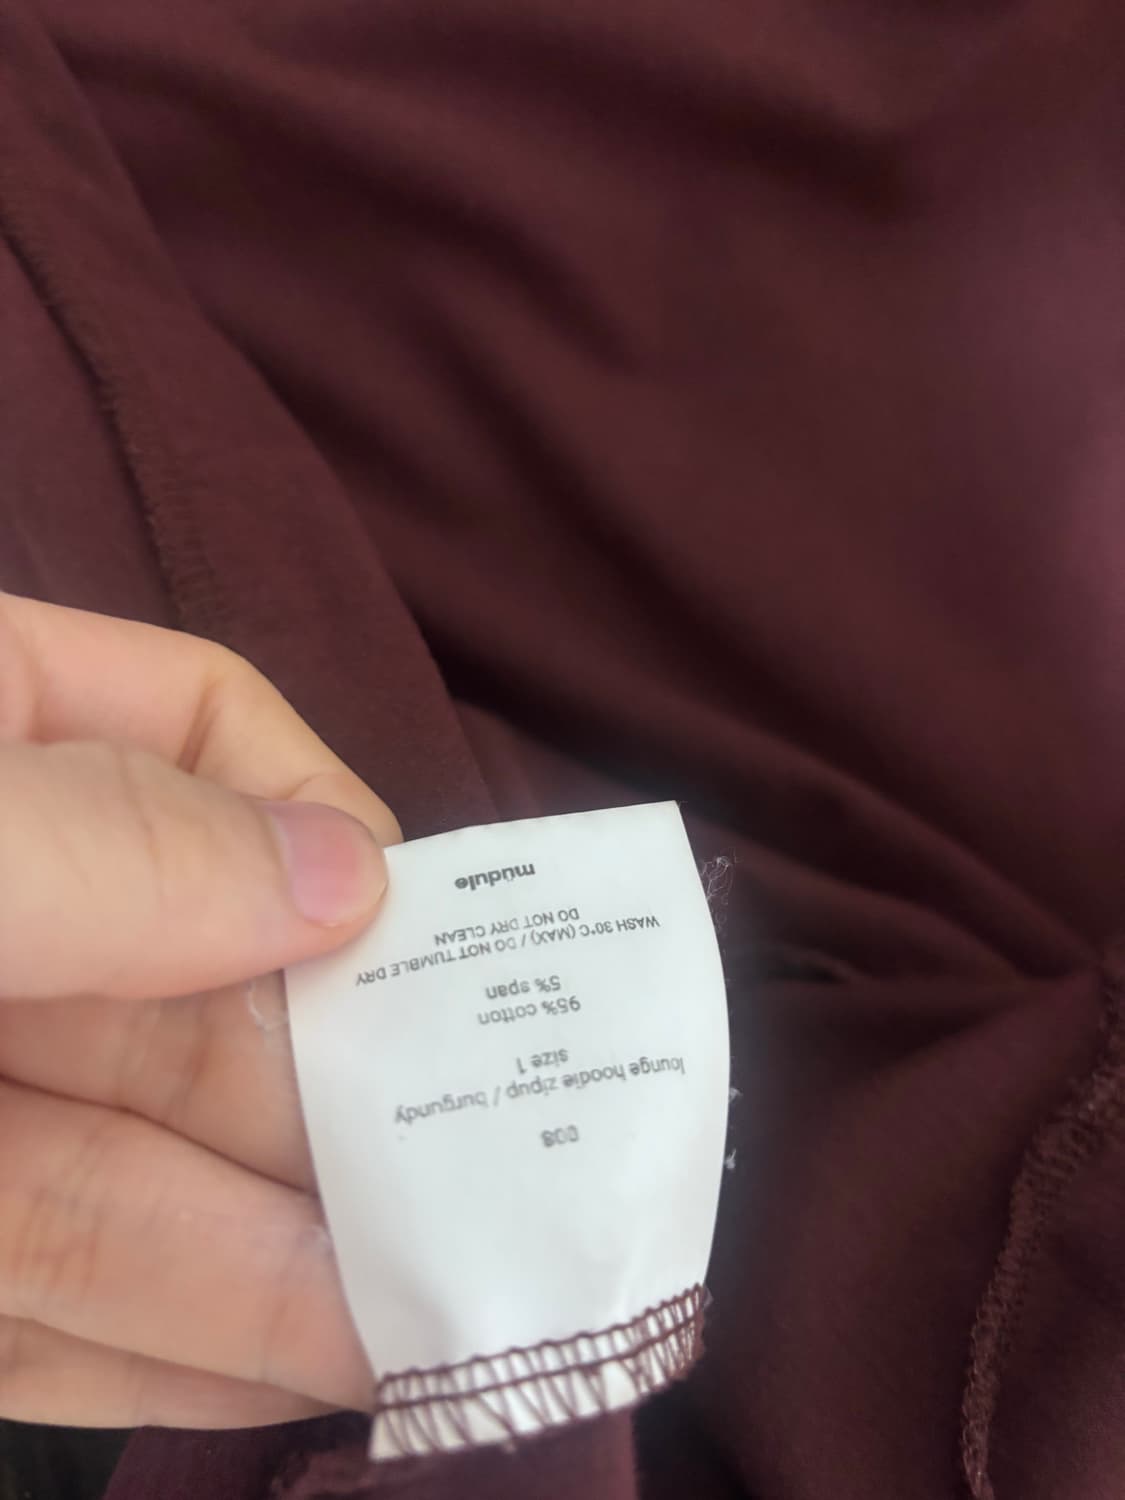 lounge hoodie zipup / burgundy
size 1
95% cotton
5% span
WASH 30°C (MAX) / DO NOT TUMBLE DRY
DO NOT DRY CLEAN
müdule